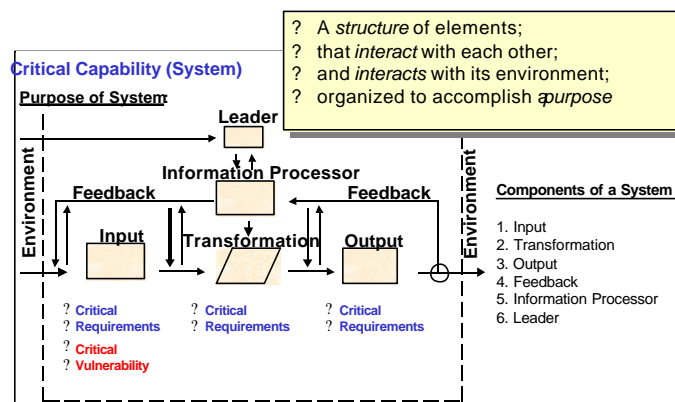 ? A structure of elements;
? that interact with each other;
? and interacts with its environment;
? organized to accomplish a purpose
Critical Capability (System)
Purpose of System:
Leader
Information Processor
Environment
Feedback
Feedback
Environment
Input
Transformation
Output
? Critical
? Requirements
? Critical
? Vulnerability
? Critical
? Requirements
? Critical
? Requirements
Components of a System
1. Input
2. Transformation
3. Output
4. Feedback
5. Information Processor
6. Leader